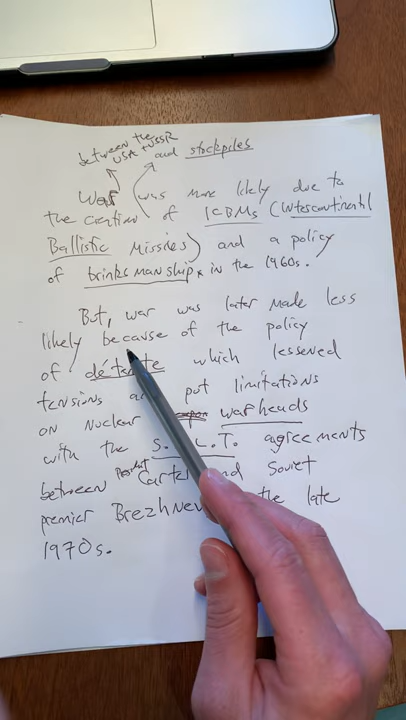 between the
USA + USSR
and stockpiles
War was more likely due to
the creation of ICBMs (Intercontinental
Ballistic Missiles) and a policy
of brinksmanship in the 1960s.
But, war was later made less
likely because of the policy
of détente which lessened
tensions put limitations
on nuclear warheads
with the S. L.T. agreements
between President Carter and Soviet
premier Brezhnev the late
1970s.